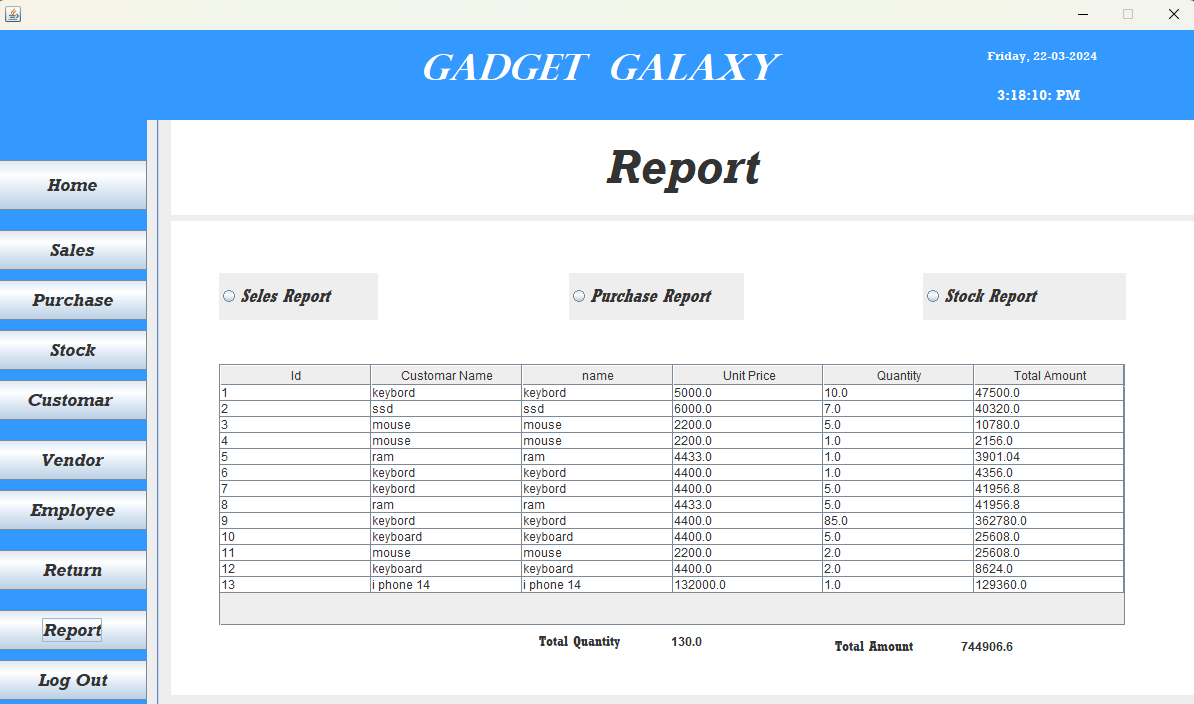 GADGET GALAXY
Friday, 22-03-2024
3:18:10: PM
Home
Sales
Purchase
Stock
Customar
Vendor
Employee
Return
Report
Log Out
Report
Seles Report
Purchase Report
Stock Report
Id Customar Name name Unit Price Quantity Total Amount
1 keybord keybord 5000.0 10.0 47500.0
2 ssd ssd 6000.0 7.0 40320.0
3 mouse mouse 2200.0 5.0 10780.0
4 mouse mouse 2200.0 1.0 2156.0
5 ram ram 4433.0 1.0 3901.04
6 keybord keybord 4400.0 1.0 4356.0
7 keybord keybord 4400.0 5.0 41956.8
8 ram ram 4433.0 5.0 41956.8
9 keybord keybord 4400.0 85.0 362780.0
10 keyboard keyboard 4400.0 5.0 25608.0
11 mouse mouse 2200.0 2.0 25608.0
12 keyboard keyboard 4400.0 2.0 8624.0
13 i phone 14 i phone 14 132000.0 1.0 129360.0
Total Quantity 130.0
Total Amount 744906.6